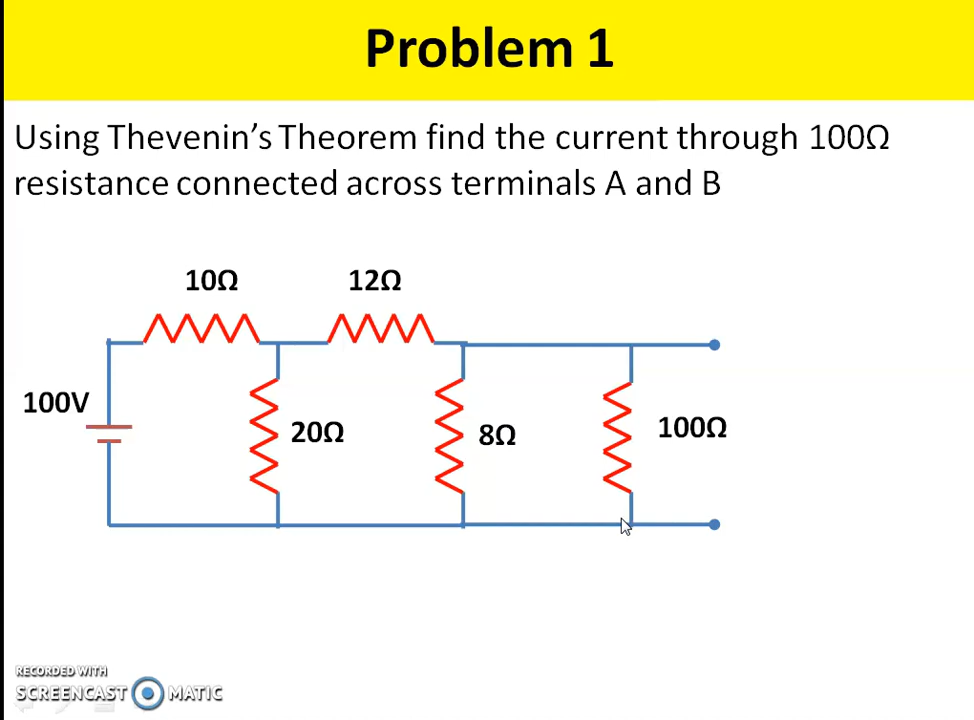 Problem 1
Using Thevenin’s Theorem find the current through 100Ω
resistance connected across terminals A and B
10Ω 12Ω
100V
20Ω 8Ω 100Ω
RECORDED WITH
SCREENCAST MATIC